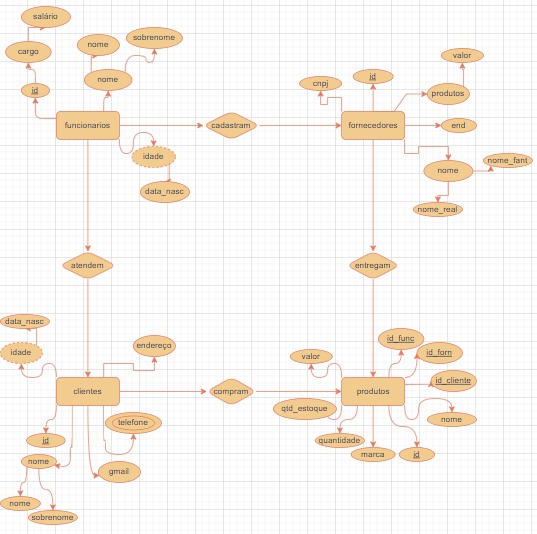 salário
cargo
nome
sobrenome
nome
id
funcionarios
idade
data_nasc
cadastram
cnpj
id
valor
produtos
fornecedores
end
nome
nome_fant
nome_real
atendem
entregam
data_nasc
idade
endereço
clientes
compram
telefone
id
nome
gmail
nome
sobrenome
id_func
id_forn
valor
id_cliente
produtos
qtd_estoque
nome
quantidade
marca
id